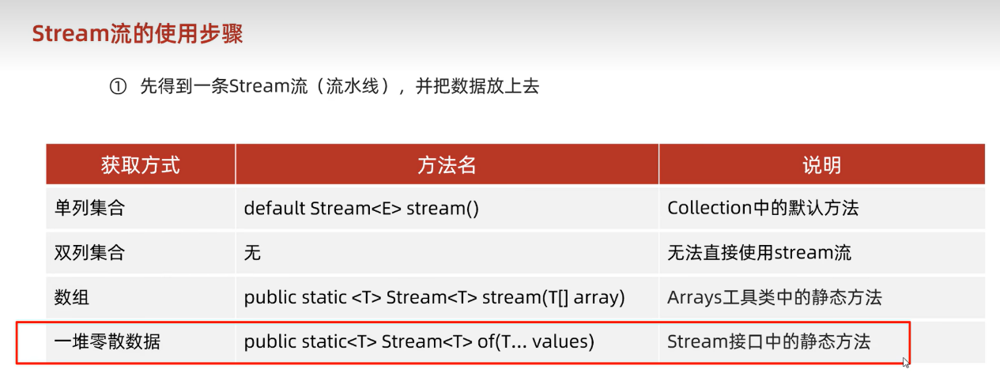 Stream流的使用步骤
① 先得到一条Stream流（流水线），并把数据放上去
获取方式 方法名 说明
单列集合 default Stream<E> stream() Collection中的默认方法
双列集合 无 无法直接使用stream流
数组 public static <T> Stream<T> stream(T[] array) Arrays工具类中的静态方法
一堆零散数据 public static<T> Stream<T> of(T... values) Stream接口中的静态方法